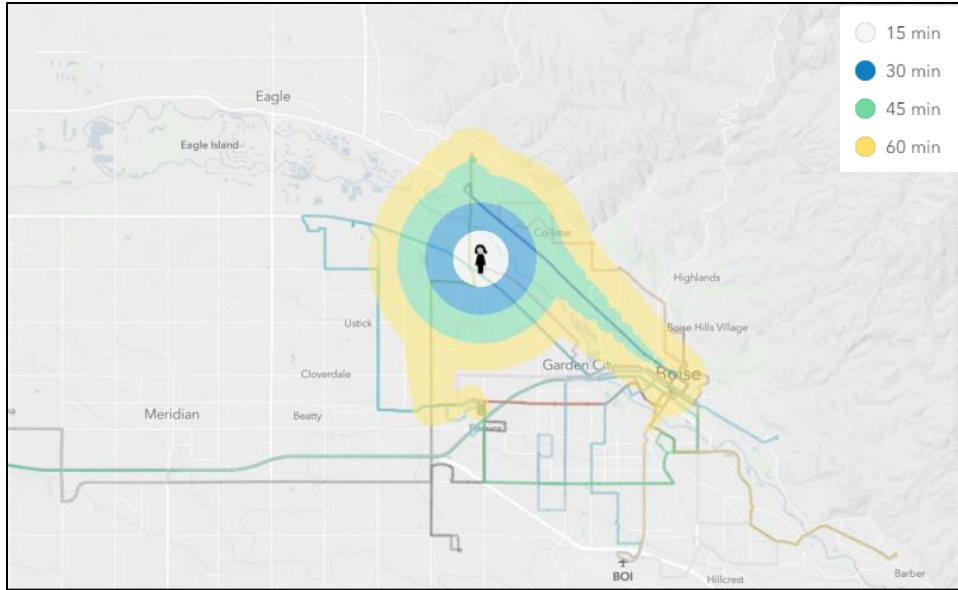 15 min
30 min
45 min
60 min
Eagle
Eagle Island
Collister
Highlands
Ustick
Boise Hills Village
Garden City
Boise
Cloverdale
Meridian
Beatty
Perkins
BOI
Hillcrest
Barber